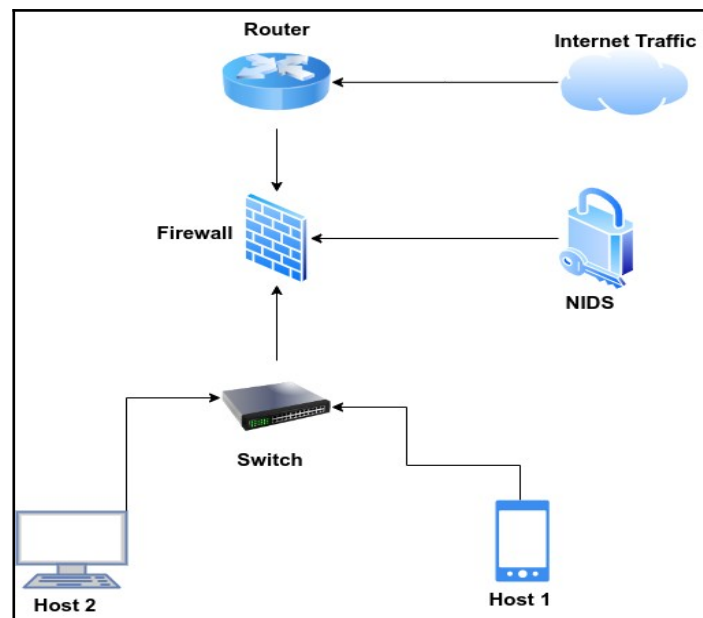 Router
Internet Traffic
Firewall
NIDS
Switch
Host 1
Host 2